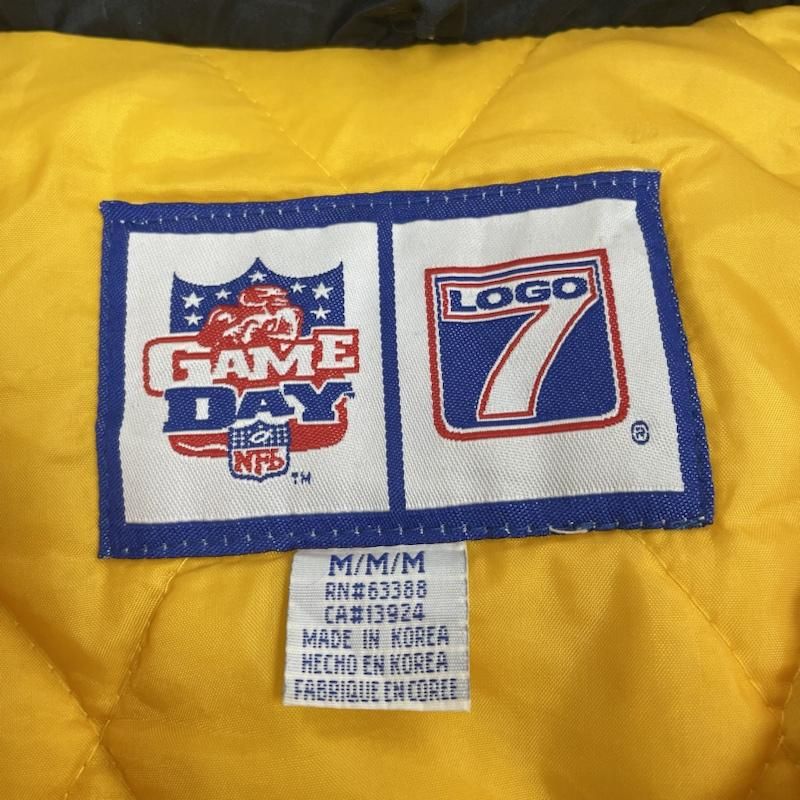 GAME
DAY
NFL
TM
LOGO
7
®
M/M/M
RN#63388
CA#13924
MADE IN KOREA
HECHO EN KOREA
FABRIQUE EN COREE